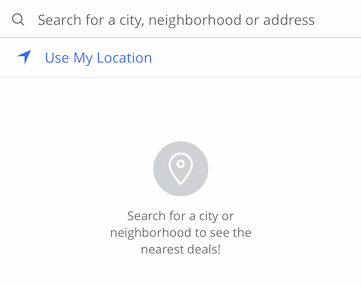 Search for a city, neighborhood or address
Use My Location
Search for a city or
neighborhood to see the
nearest deals!